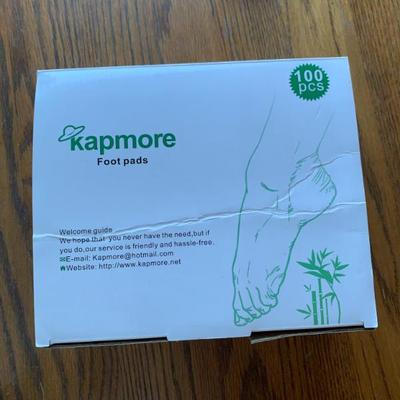 100
pcs
Kapmore
Foot pads
Welcome guide
We hope that you never have the need,but if
you do,our service is friendly and hassle-free.
E-mail: Kapmore@hotmail.com
Website: http://www.kapmore.net